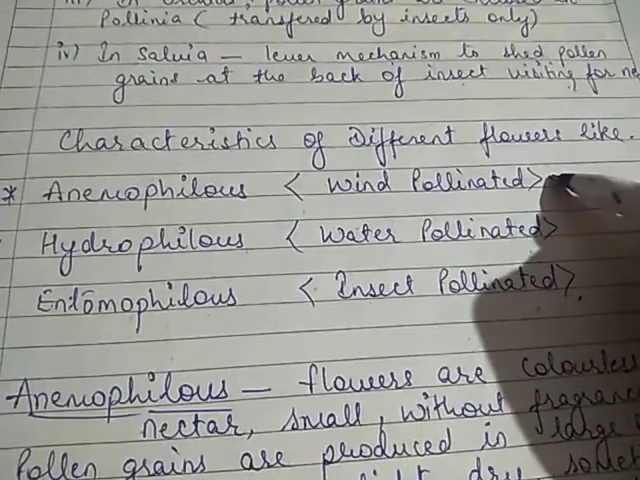 Pollinia ( transfered by insects only)
iv) In Salvia – lever mechanism to shed pollen
grains at the back of insect visiting for
Characteristics of Different flowers like.
* Anemophilous < Wind Pollinated>
Hydrophilous < Water Pollinated>
Entomophilous < Insect Pollinated>
Anemophilous – flowers are colourless
nectar, small, without
Pollen grains are produced in large
dry